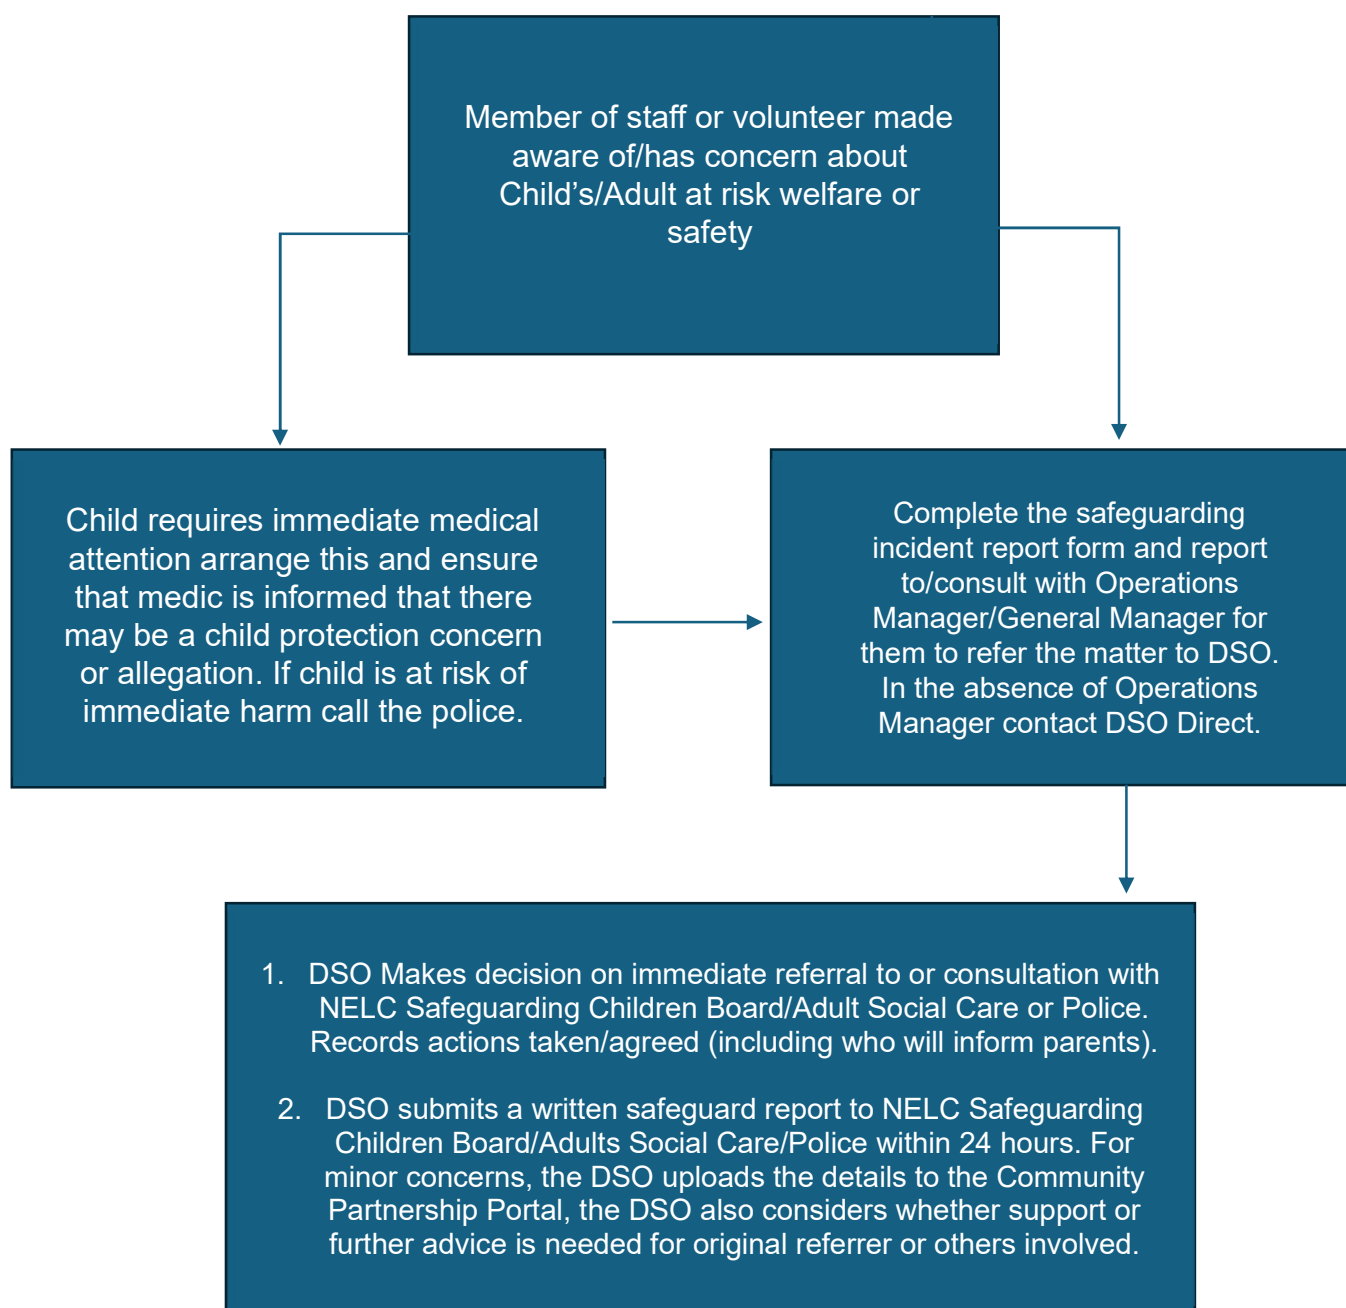 Member of staff or volunteer made
aware of/has concern about
Child’s/Adult at risk welfare or
safety
Child requires immediate medical
attention arrange this and ensure
that medic is informed that there
may be a child protection concern
or allegation. If child is at risk of
immediate harm call the police.
Complete the safeguarding
incident report form and report
to/consult with Operations
Manager/General Manager for
them to refer the matter to DSO.
In the absence of Operations
Manager contact DSO Direct.
1. DSO Makes decision on immediate referral to or consultation with
NELC Safeguarding Children Board/Adult Social Care or Police.
Records actions taken/agreed (including who will inform parents).
2. DSO submits a written safeguard report to NELC Safeguarding
Children Board/Adults Social Care/Police within 24 hours. For
minor concerns, the DSO uploads the details to the Community
Partnership Portal, the DSO also considers whether support or
further advice is needed for original referrer or others involved.